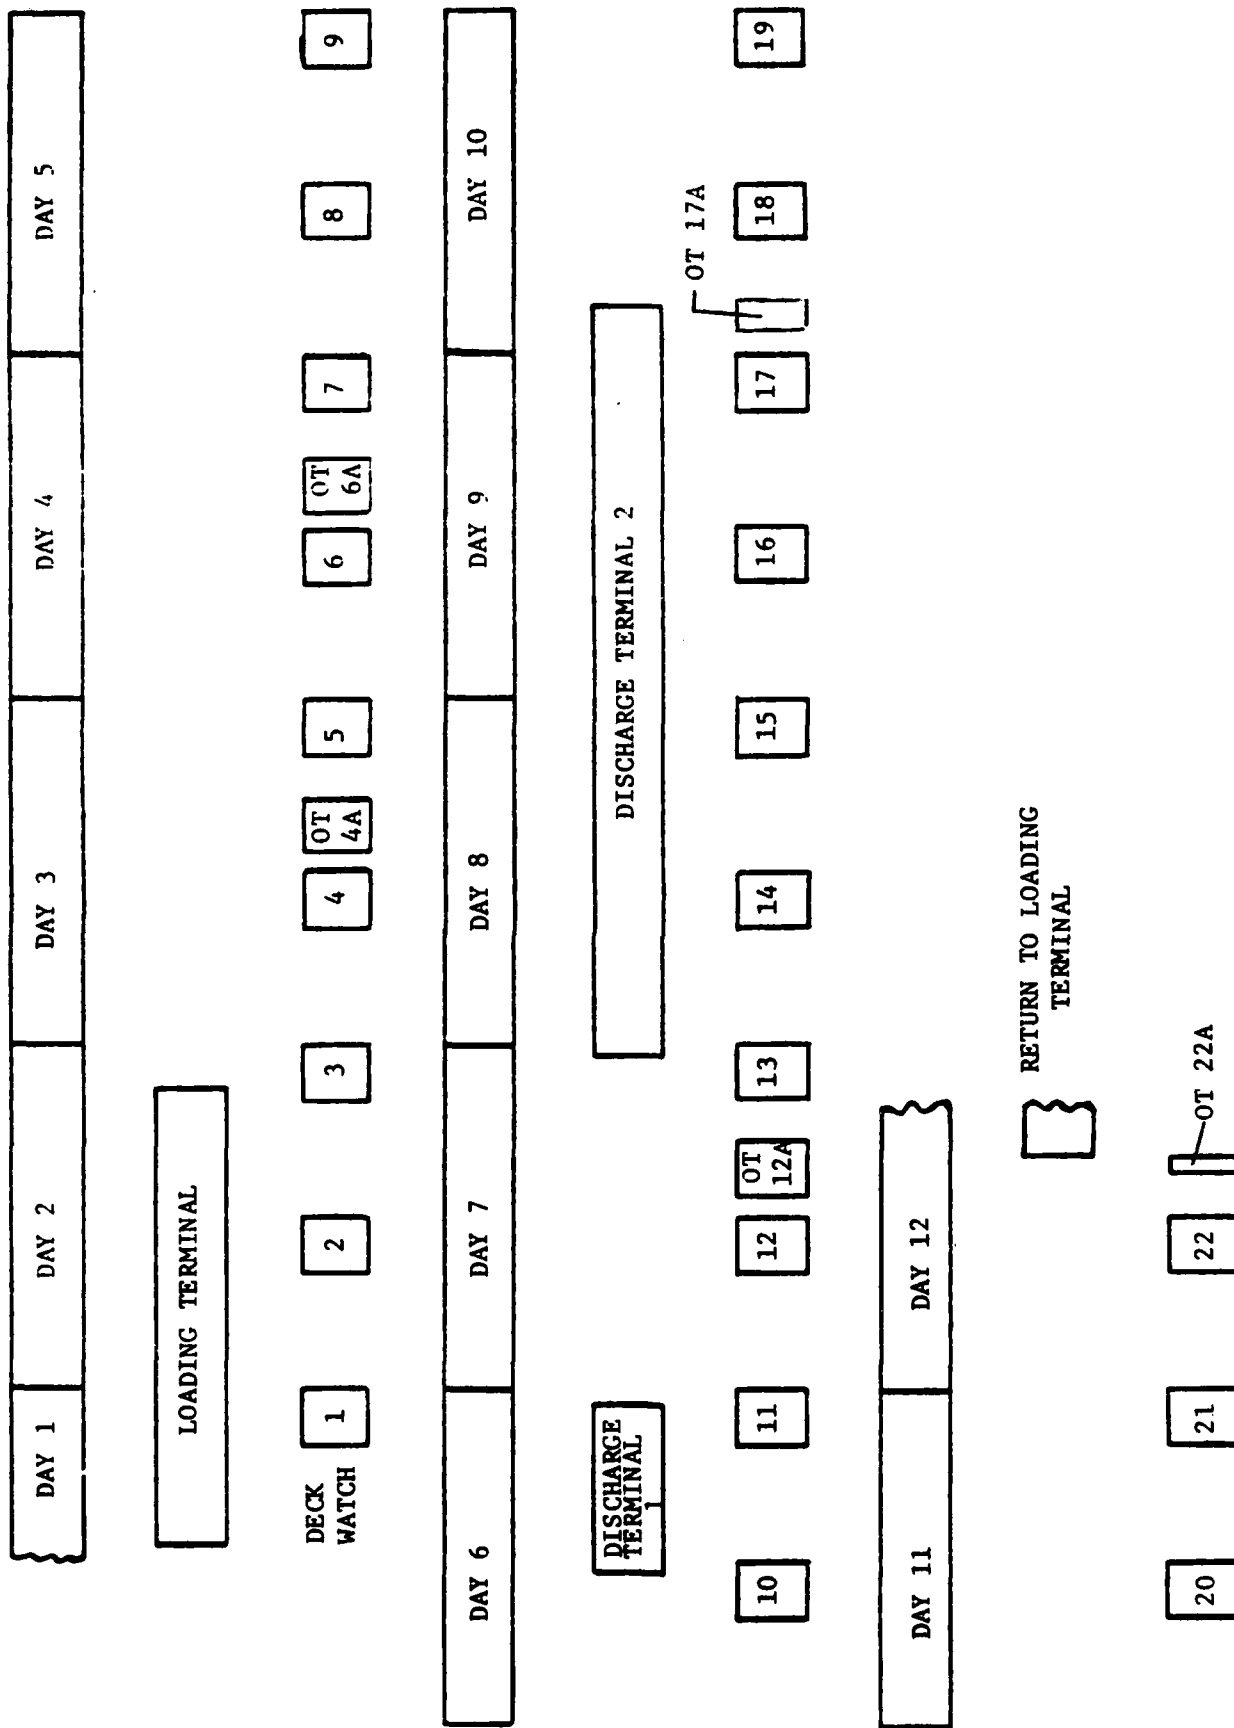 DAY 1
DAY 2
DAY 3
DAY 4
DAY 5
LOADING TERMINAL
DECK
WATCH
1
2
3
4
OT
4A
5
6
OT
6A
7
8
9
DAY 6
DAY 7
DAY 8
DAY 9
DAY 10
DISCHARGE
TERMINAL
1
DISCHARGE TERMINAL 2
OT 17A
10
11
12
OT
12A
13
14
15
16
17
18
19
DAY 11
DAY 12
RETURN TO LOADING
TERMINAL
20
21
22
OT 22A